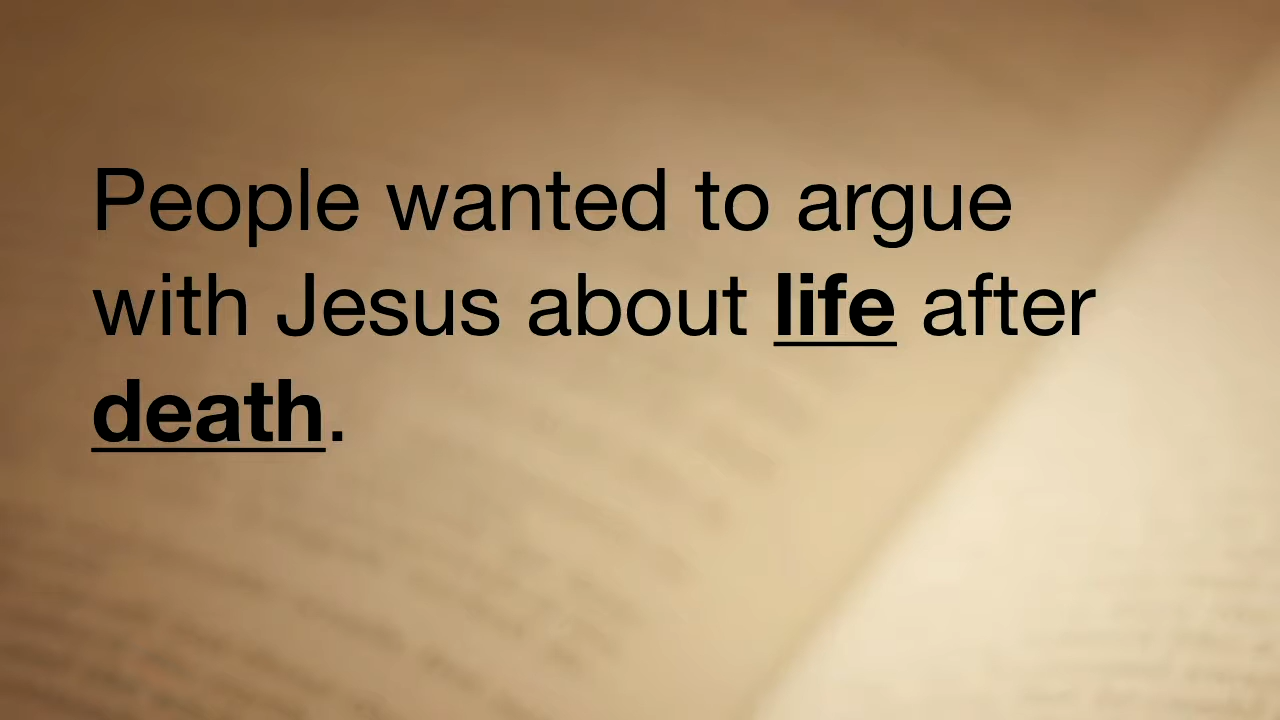 People wanted to argue
with Jesus about life after
death.